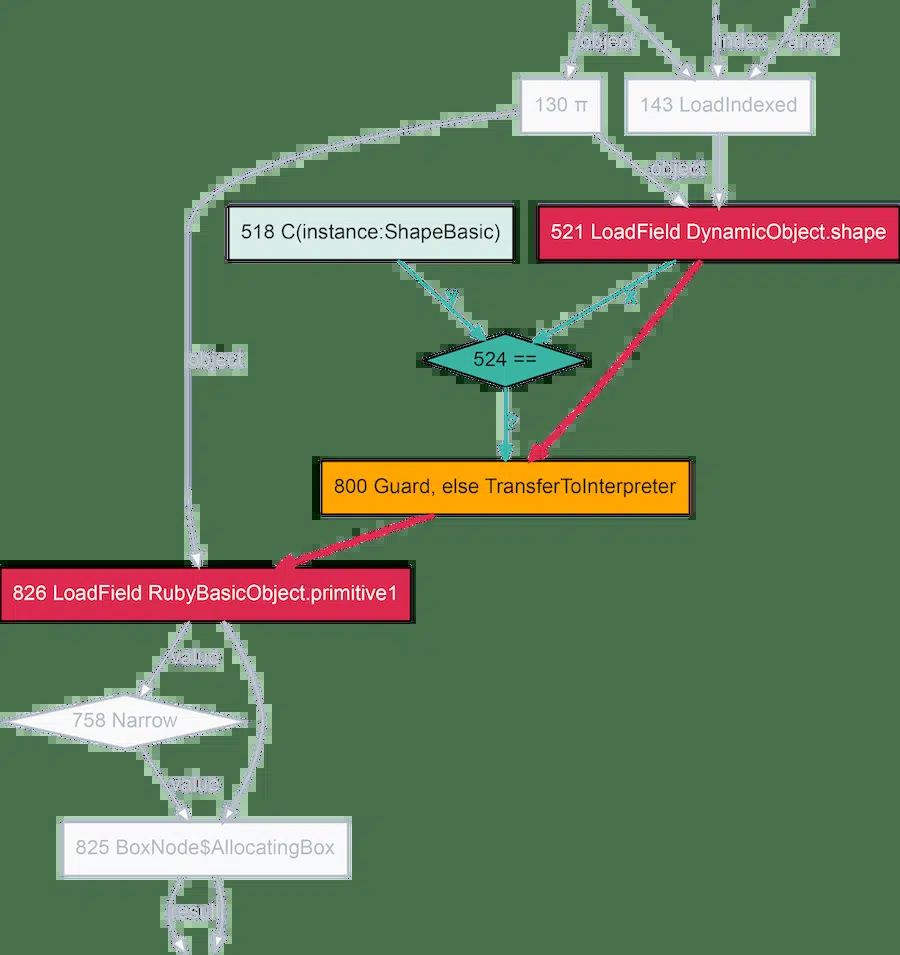 object
index
array
130 π
143 LoadIndexed
object
518 C(instance:ShapeBasic)
521 LoadField DynamicObject.shape
y
x
object
524 ==
?
800 Guard, else TransferToInterpreter
826 LoadField RubyBasicObject.primitive1
value
758 Narrow
value
825 BoxNode$AllocatingBox
result